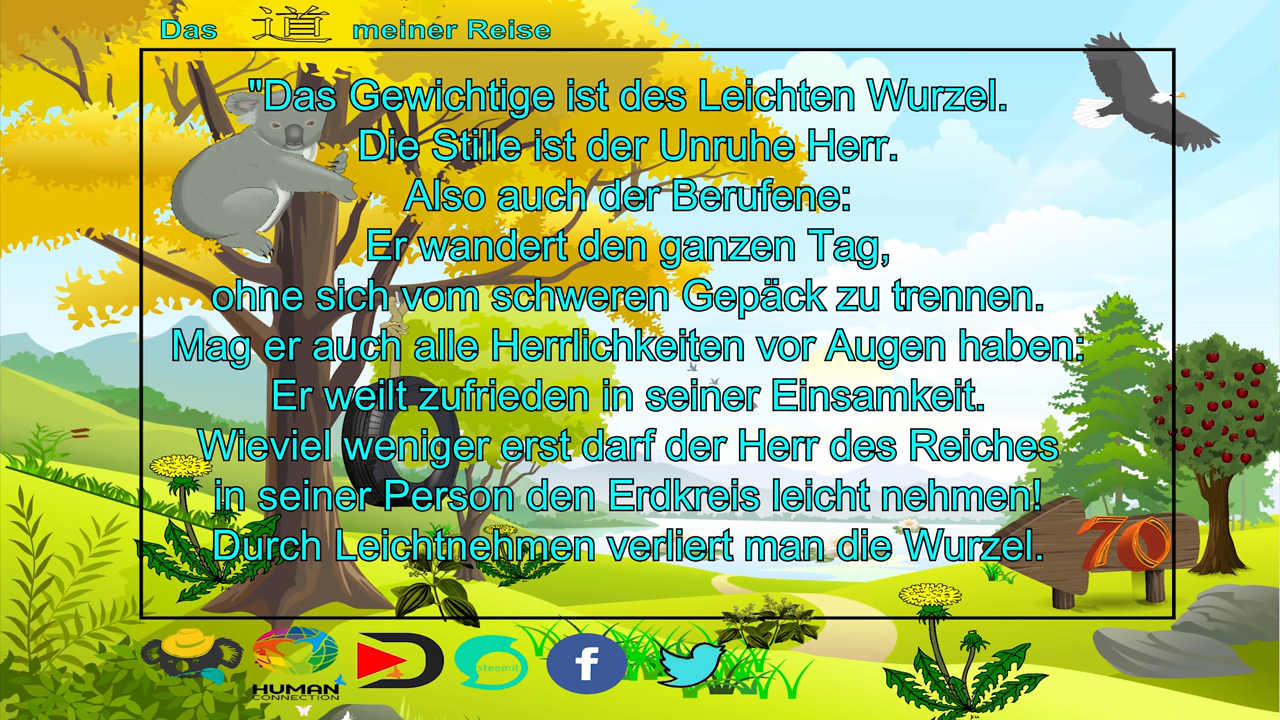 Das 道 meiner Reise
"Das Gewichtige ist des Leichten Wurzel.
Die Stille ist der Unruhe Herr.
Also auch der Berufene:
Er wandert den ganzen Tag,
ohne sich vom schweren Gepäck zu trennen.
Mag er auch alle Herrlichkeiten vor Augen haben:
Er weilt zufrieden in seiner Einsamkeit.
Wieviel weniger erst darf der Herr des Reiches
in seiner Person den Erdkreis leicht nehmen!
Durch Leichtnehmen verliert man die Wurzel.
70
HUMAN
CONNECTION
steemit
f